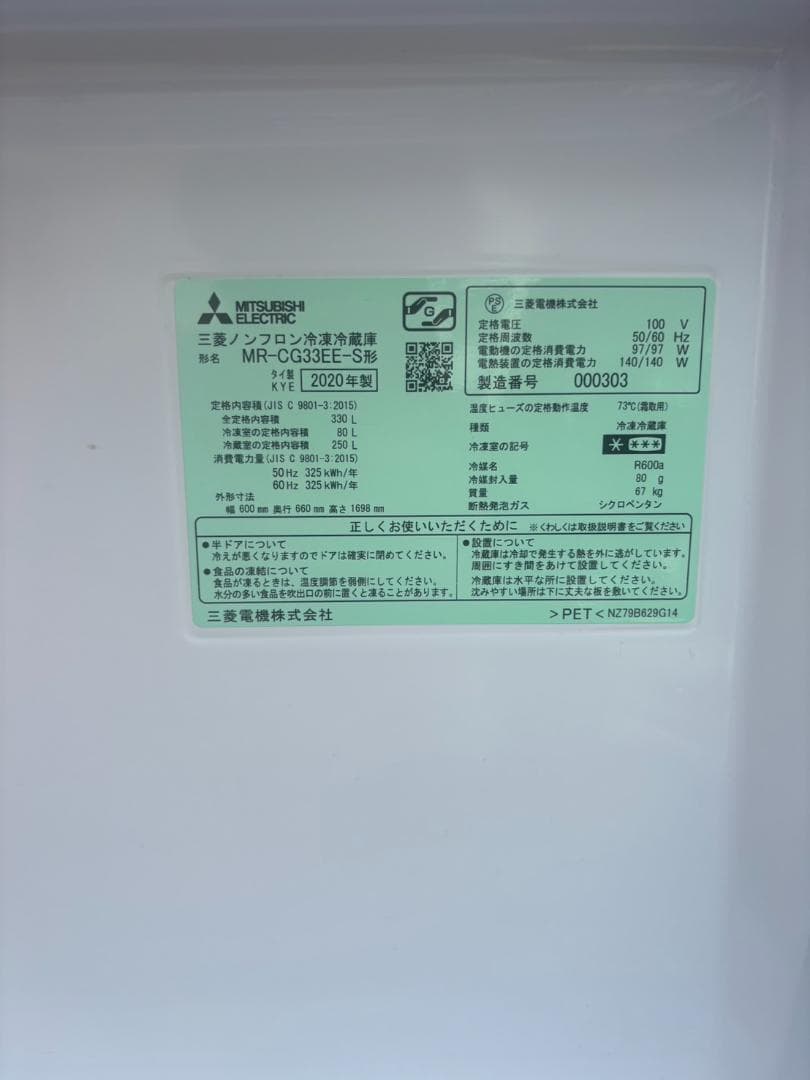 MITSUBISHI
ELECTRIC
G
三菱ノンフロン冷凍冷蔵庫
形名 MR-CG33EE-S形
タイ製
KYE 2020年製
PSE 三菱電機株式会社
定格電圧 100 V
定格周波数 50/60 Hz
電動機の定格消費電力 97/97 W
電熱装置の定格消費電力 140/140 W
製造番号 000303
定格内容積(JIS C 9801-3:2015)
全定格内容積 330 L
冷凍室の定格内容積 80 L
冷蔵室の定格内容積 250 L
消費電力量(JIS C 9801-3:2015)
50Hz 325kWh/年
60Hz 325kWh/年
外形寸法
幅 600mm 奥行 660mm 高さ 1698mm
温度ヒューズの定格動作温度 73℃(霜取用)
種類 冷凍冷蔵庫
冷凍室の記号 * ***
冷媒名 R600a
冷媒封入量 80 g
質量 67 kg
断熱発泡ガス シクロペンタン
正しくお使いいただくために ※くわしくは取扱説明書をご覧ください
●半ドアについて
冷えが悪くなりますのでドアは確実に閉めてください。
●食品の凍結について
食品が凍るときは、温度調節を弱側にしてください。
水分の多い食品を吹出口の前に置くと凍ることがあります。
●設置について
冷蔵庫は冷却で発生する熱を外に逃がしています。
周囲にすき間をあけて設置してください。
冷蔵庫は水平な所に設置してください。
沈みやすい場所は下に丈夫な板を敷いてください。
三菱電機株式会社
>PET< NZ79B629G14